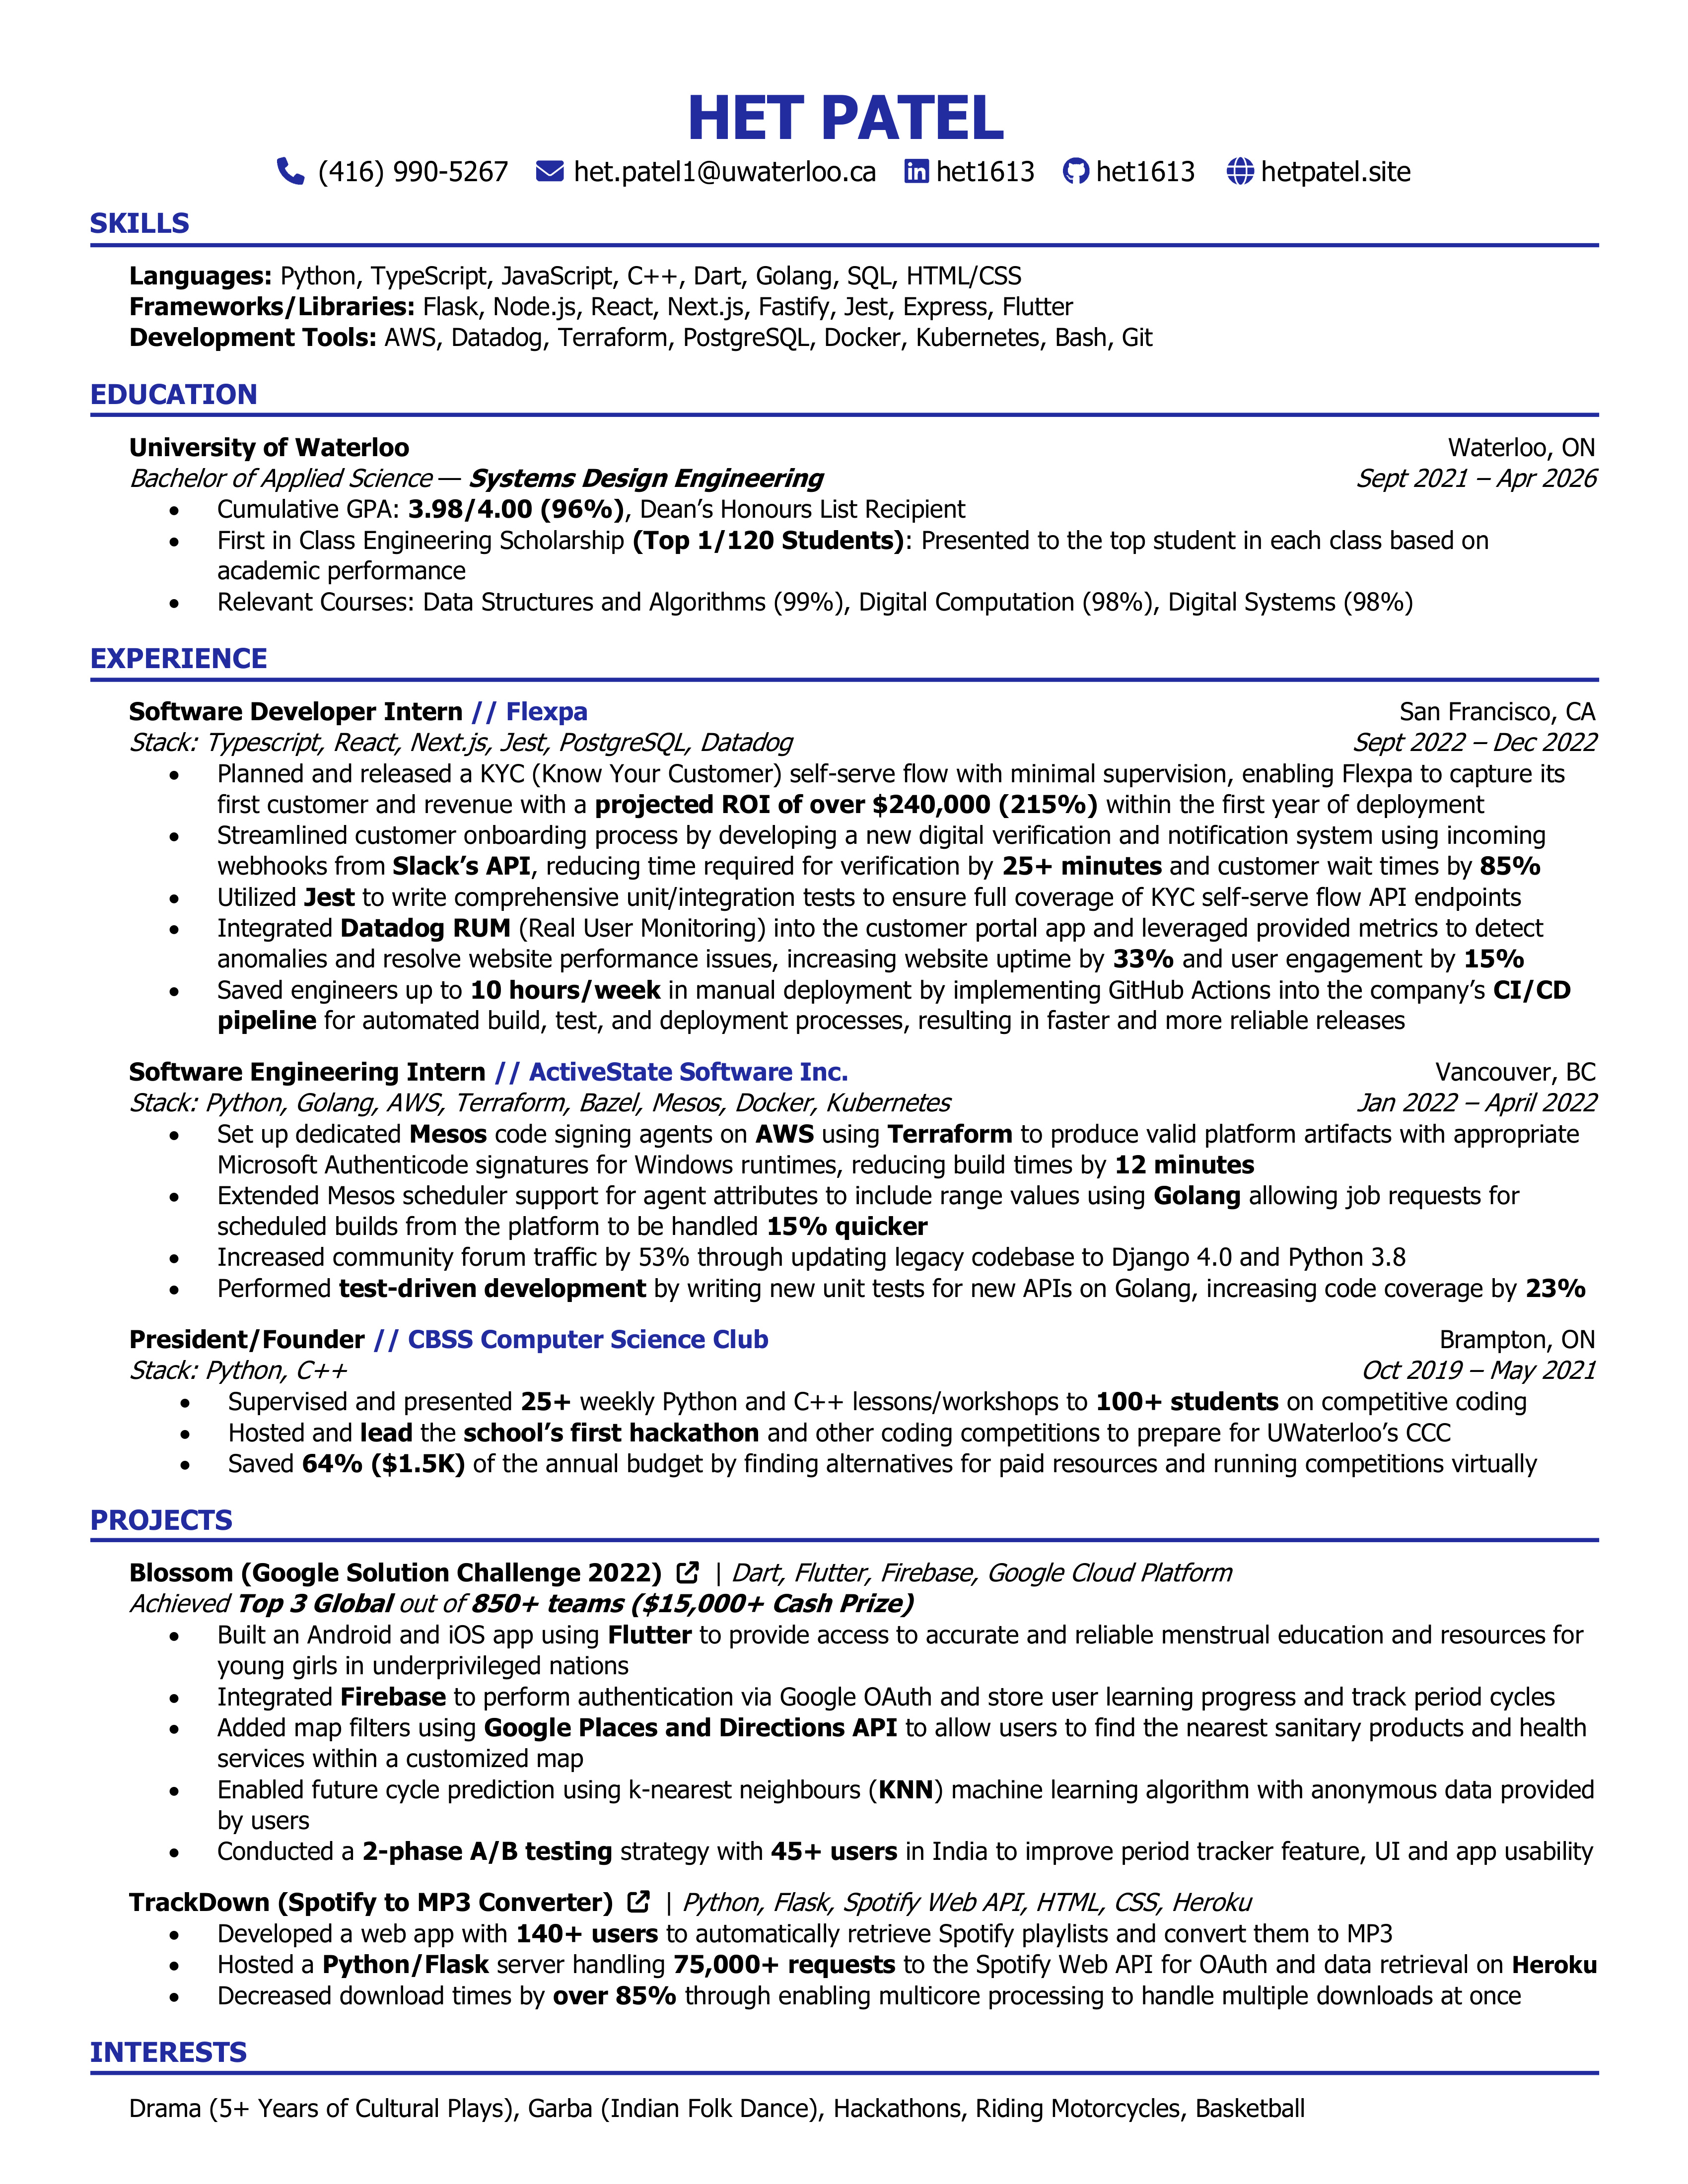 HET PATEL
(416) 990-5267 het.patel1@uwaterloo.ca het1613 het1613 hetpatel.site
SKILLS
Languages: Python, TypeScript, JavaScript, C++, Dart, Golang, SQL, HTML/CSS
Frameworks/Libraries: Flask, Node.js, React, Next.js, Fastify, Jest, Express, Flutter
Development Tools: AWS, Datadog, Terraform, PostgreSQL, Docker, Kubernetes, Bash, Git
EDUCATION
University of Waterloo Waterloo, ON
Bachelor of Applied Science — Systems Design Engineering Sept 2021 – Apr 2026
• Cumulative GPA: 3.98/4.00 (96%), Dean’s Honours List Recipient
• First in Class Engineering Scholarship (Top 1/120 Students): Presented to the top student in each class based on
academic performance
• Relevant Courses: Data Structures and Algorithms (99%), Digital Computation (98%), Digital Systems (98%)
EXPERIENCE
Software Developer Intern // Flexpa San Francisco, CA
Stack: Typescript, React, Next.js, Jest, PostgreSQL, Datadog Sept 2022 – Dec 2022
• Planned and released a KYC (Know Your Customer) self-serve flow with minimal supervision, enabling Flexpa to capture its
first customer and revenue with a projected ROI of over $240,000 (215%) within the first year of deployment
• Streamlined customer onboarding process by developing a new digital verification and notification system using incoming
webhooks from Slack’s API, reducing time required for verification by 25+ minutes and customer wait times by 85%
• Utilized Jest to write comprehensive unit/integration tests to ensure full coverage of KYC self-serve flow API endpoints
• Integrated Datadog RUM (Real User Monitoring) into the customer portal app and leveraged provided metrics to detect
anomalies and resolve website performance issues, increasing website uptime by 33% and user engagement by 15%
• Saved engineers up to 10 hours/week in manual deployment by implementing GitHub Actions into the company’s CI/CD
pipeline for automated build, test, and deployment processes, resulting in faster and more reliable releases
Software Engineering Intern // ActiveState Software Inc. Vancouver, BC
Stack: Python, Golang, AWS, Terraform, Bazel, Mesos, Docker, Kubernetes Jan 2022 – April 2022
• Set up dedicated Mesos code signing agents on AWS using Terraform to produce valid platform artifacts with appropriate
Microsoft Authenticode signatures for Windows runtimes, reducing build times by 12 minutes
• Extended Mesos scheduler support for agent attributes to include range values using Golang allowing job requests for
scheduled builds from the platform to be handled 15% quicker
• Increased community forum traffic by 53% through updating legacy codebase to Django 4.0 and Python 3.8
• Performed test-driven development by writing new unit tests for new APIs on Golang, increasing code coverage by 23%
President/Founder // CBSS Computer Science Club Brampton, ON
Stack: Python, C++ Oct 2019 – May 2021
• Supervised and presented 25+ weekly Python and C++ lessons/workshops to 100+ students on competitive coding
• Hosted and lead the school’s first hackathon and other coding competitions to prepare for UWaterloo’s CCC
• Saved 64% ($1.5K) of the annual budget by finding alternatives for paid resources and running competitions virtually
PROJECTS
Blossom (Google Solution Challenge 2022) | Dart, Flutter, Firebase, Google Cloud Platform
Achieved Top 3 Global out of 850+ teams ($15,000+ Cash Prize)
• Built an Android and iOS app using Flutter to provide access to accurate and reliable menstrual education and resources for
young girls in underprivileged nations
• Integrated Firebase to perform authentication via Google OAuth and store user learning progress and track period cycles
• Added map filters using Google Places and Directions API to allow users to find the nearest sanitary products and health
services within a customized map
• Enabled future cycle prediction using k-nearest neighbours (KNN) machine learning algorithm with anonymous data provided
by users
• Conducted a 2-phase A/B testing strategy with 45+ users in India to improve period tracker feature, UI and app usability
TrackDown (Spotify to MP3 Converter) | Python, Flask, Spotify Web API, HTML, CSS, Heroku
• Developed a web app with 140+ users to automatically retrieve Spotify playlists and convert them to MP3
• Hosted a Python/Flask server handling 75,000+ requests to the Spotify Web API for OAuth and data retrieval on Heroku
• Decreased download times by over 85% through enabling multicore processing to handle multiple downloads at once
INTERESTS
Drama (5+ Years of Cultural Plays), Garba (Indian Folk Dance), Hackathons, Riding Motorcycles, Basketball